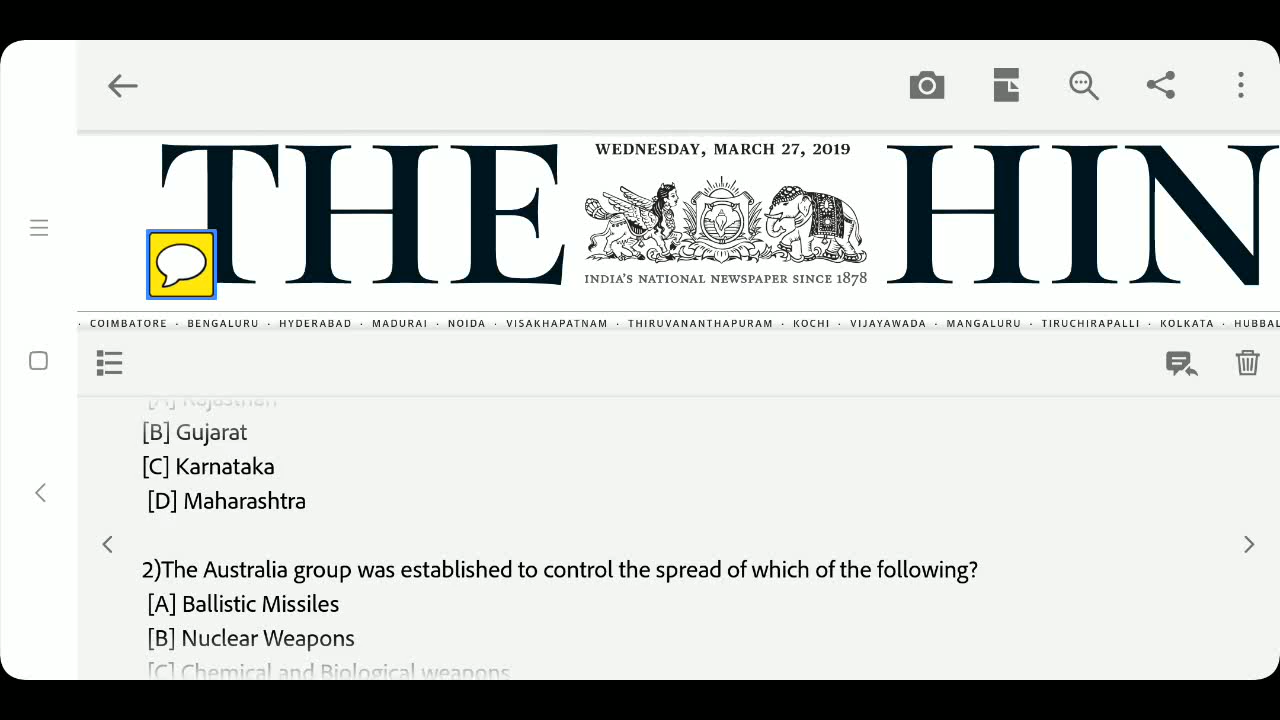 WEDNESDAY, MARCH 27, 2019
THE HIN
INDIA'S NATIONAL NEWSPAPER SINCE 1878
· COIMBATORE · BENGALURU · HYDERABAD · MADURAI · NOIDA · VISAKHAPATNAM · THIRUVANANTHAPURAM · KOCHI · VIJAYAWADA · MANGALURU · TIRUCHIRAPALLI · KOLKATA · HUBBAL
[A] Rajasthan
[B] Gujarat
[C] Karnataka
[D] Maharashtra
2)The Australia group was established to control the spread of which of the following?
[A] Ballistic Missiles
[B] Nuclear Weapons
[C] Chemical and Biological weapons